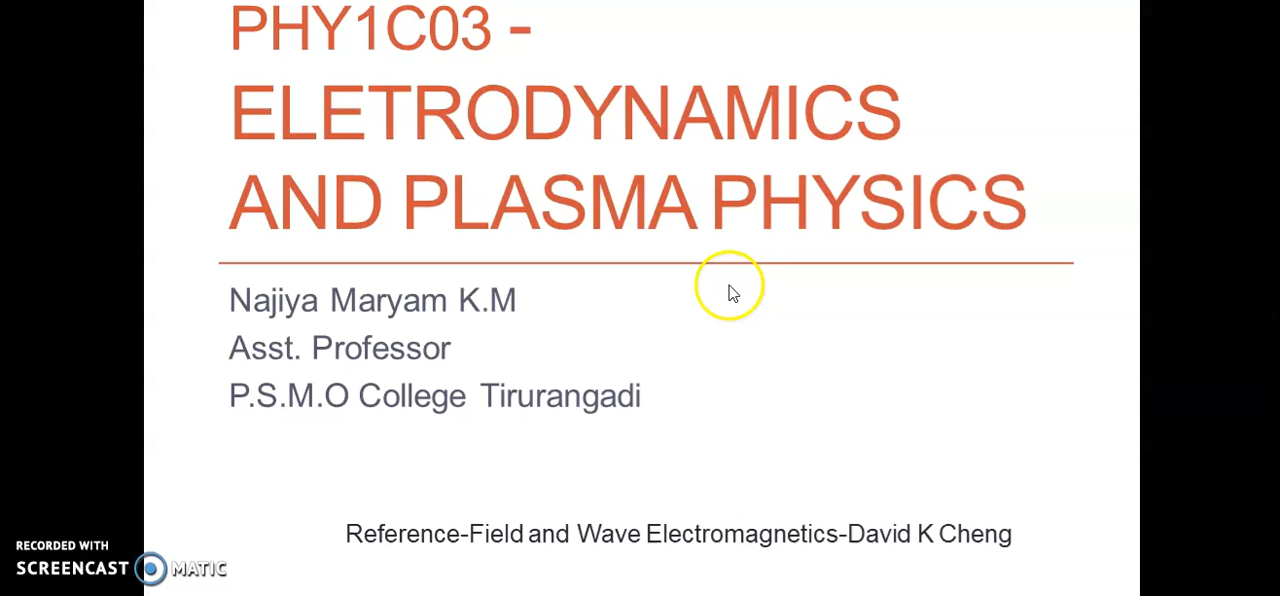 PHY1C03 -
ELETRODYNAMICS
AND PLASMA PHYSICS
Najiya Maryam K.M
Asst. Professor
P.S.M.O College Tirurangadi
Reference-Field and Wave Electromagnetics-David K Cheng
RECORDED WITH
SCREENCAST MATIC